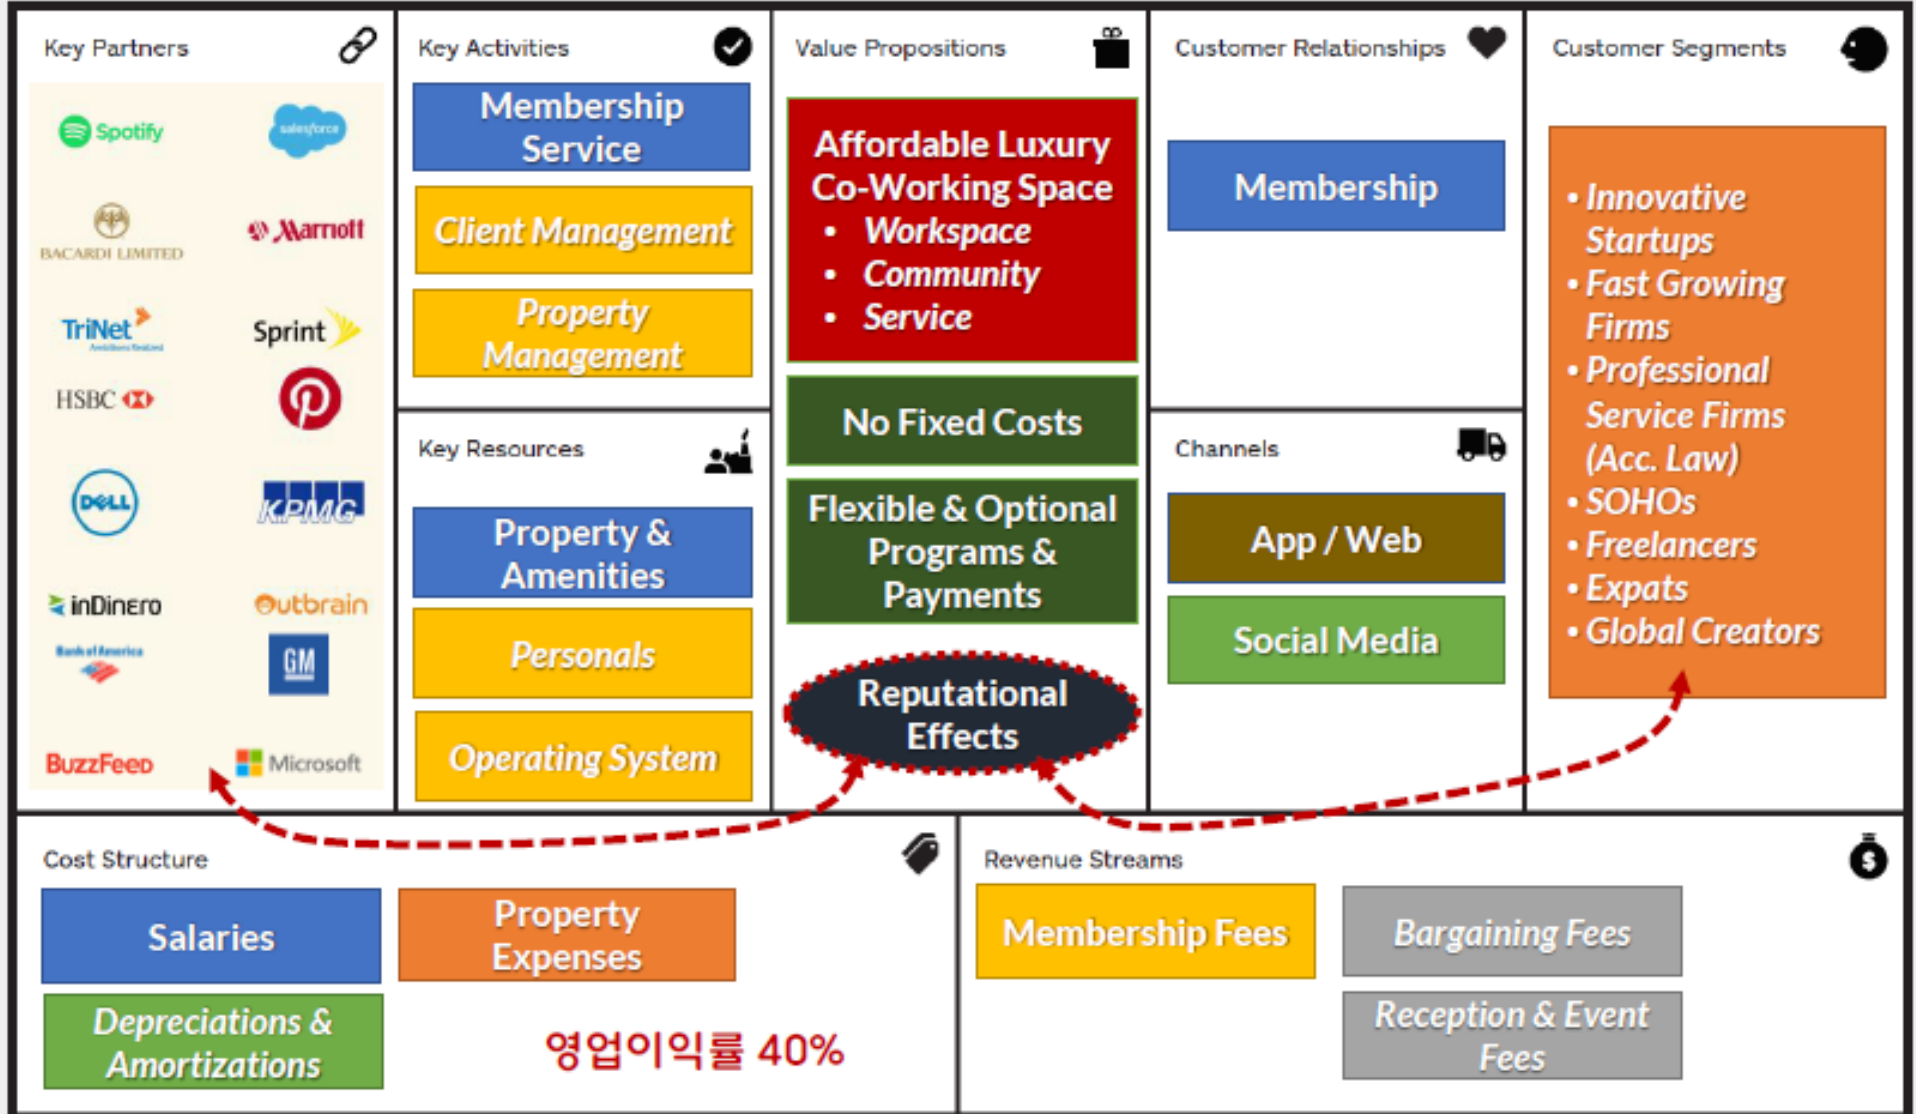 Key Partners
Spotify
salesforce
BACARDI LIMITED
Marriott
TriNet
Ambitions Realized
Sprint
HSBC
DELL
KPMG
inDinero
Outbrain
Bank of America
GM
BuzzFeed
Microsoft
Key Activities
Membership
Service
Client Management
Property
Management
Key Resources
Property &
Amenities
Personals
Operating System
Value Propositions
Affordable Luxury
Co-Working Space
• Workspace
• Community
• Service
No Fixed Costs
Flexible & Optional
Programs &
Payments
Reputational
Effects
Customer Relationships
Membership
Channels
App / Web
Social Media
Customer Segments
• Innovative
Startups
• Fast Growing
Firms
• Professional
Service Firms
(Acc. Law)
• SOHOs
• Freelancers
• Expats
• Global Creators
Cost Structure
Salaries
Property
Expenses
Depreciations &
Amortizations
영업이익률 40%
Revenue Streams
Membership Fees
Bargaining Fees
Reception & Event
Fees